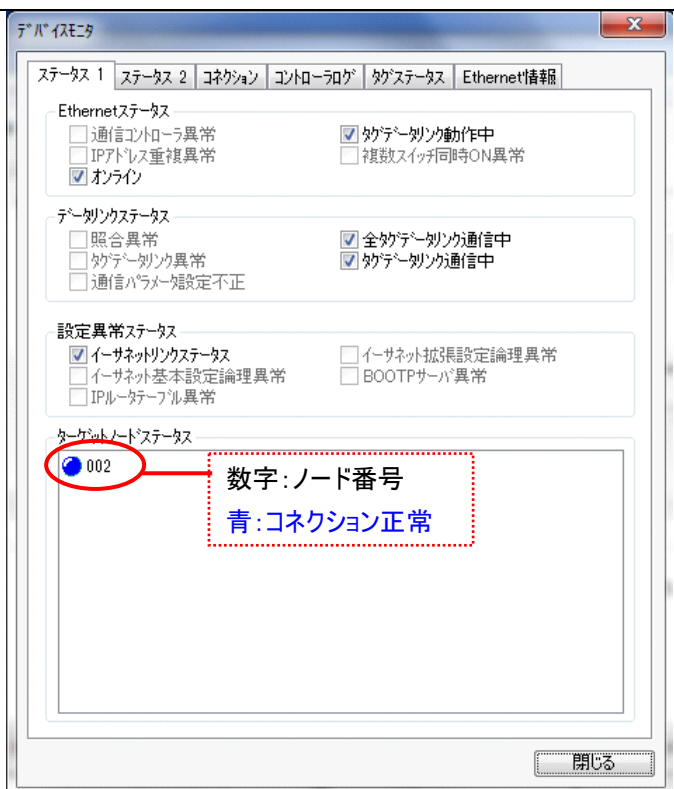 デバイスモニタ
ステータス 1 ステータス 2 コネクション コントローラログ タグステータス Ethernet情報
Ethernetステータス
通信コントローラ異常 タグデータリンク動作中
IPアドレス重複異常 複数スイッチ同時ON異常
オンライン
データリンクステータス
照合異常 全タグデータリンク通信中
タグデータリンク異常 タグデータリンク通信中
通信パラメータ設定不正
設定異常ステータス
イーサネットリンクステータス イーサネット拡張設定論理異常
イーサネット基本設定論理異常 BOOTPサーバ異常
IPルータテーブル異常
ターゲットノードステータス
002
数字:ノード番号
青:コネクション正常
閉じる